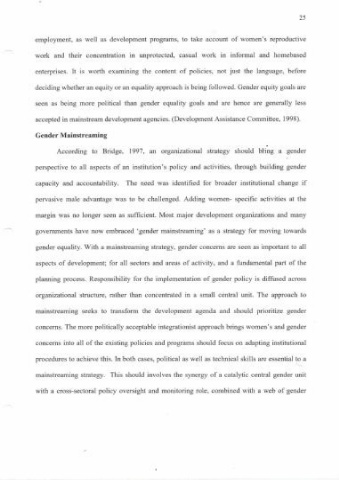 25
employment, as well as development programs, to take account of women's reproductive
work and their concentration in unprotected, casual work in informal and homebased
enterprises. It is worth examining the content of policies, not just the language, before
deciding whether an equity or an equality approach is being followed. Gender equity goals are
seen as being more political than gender equality goals and are hence are generally less
accepted in mainstream development agencies. (Development Assistance Committee, 1998).
Gender Mainstreaming
According to Bridge, 1997, an organizational strategy should bring a gender
perspective to all aspects of an institution's policy and activities, through building gender
capacity and accountability. The need was identified for broader institutional change if
pervasive male advantage was to be challenged. Adding women- specific activities at the
margin was no longer seen as sufficient. Most major development organizations and many
governments have now embraced 'gender mainstreaming' as a strategy for moving towards
gender equality. With a mainstreaming strategy, gender concerns are seen as important to all
aspects of development; for all sectors and areas of activity, and a fundamental part of the
planning process. Responsibility for the implementation of gender policy is diffused across
organizational structure, rather than concentrated in a small central unit. The approach to
mainstreaming seeks to transform the development agenda and should prioritize gender
concerns. The more politically acceptable integrationist approach brings women's and gender
concerns into all of the existing policies and programs should focus on adapting institutional
procedures to achieve this. In both cases, political as well as technical skills are essential to a
mainstreaming strategy. This should involves the synergy of a catalytic central gender unit
with a cross-sectoral policy oversight and monitoring role, combined with a web of gender